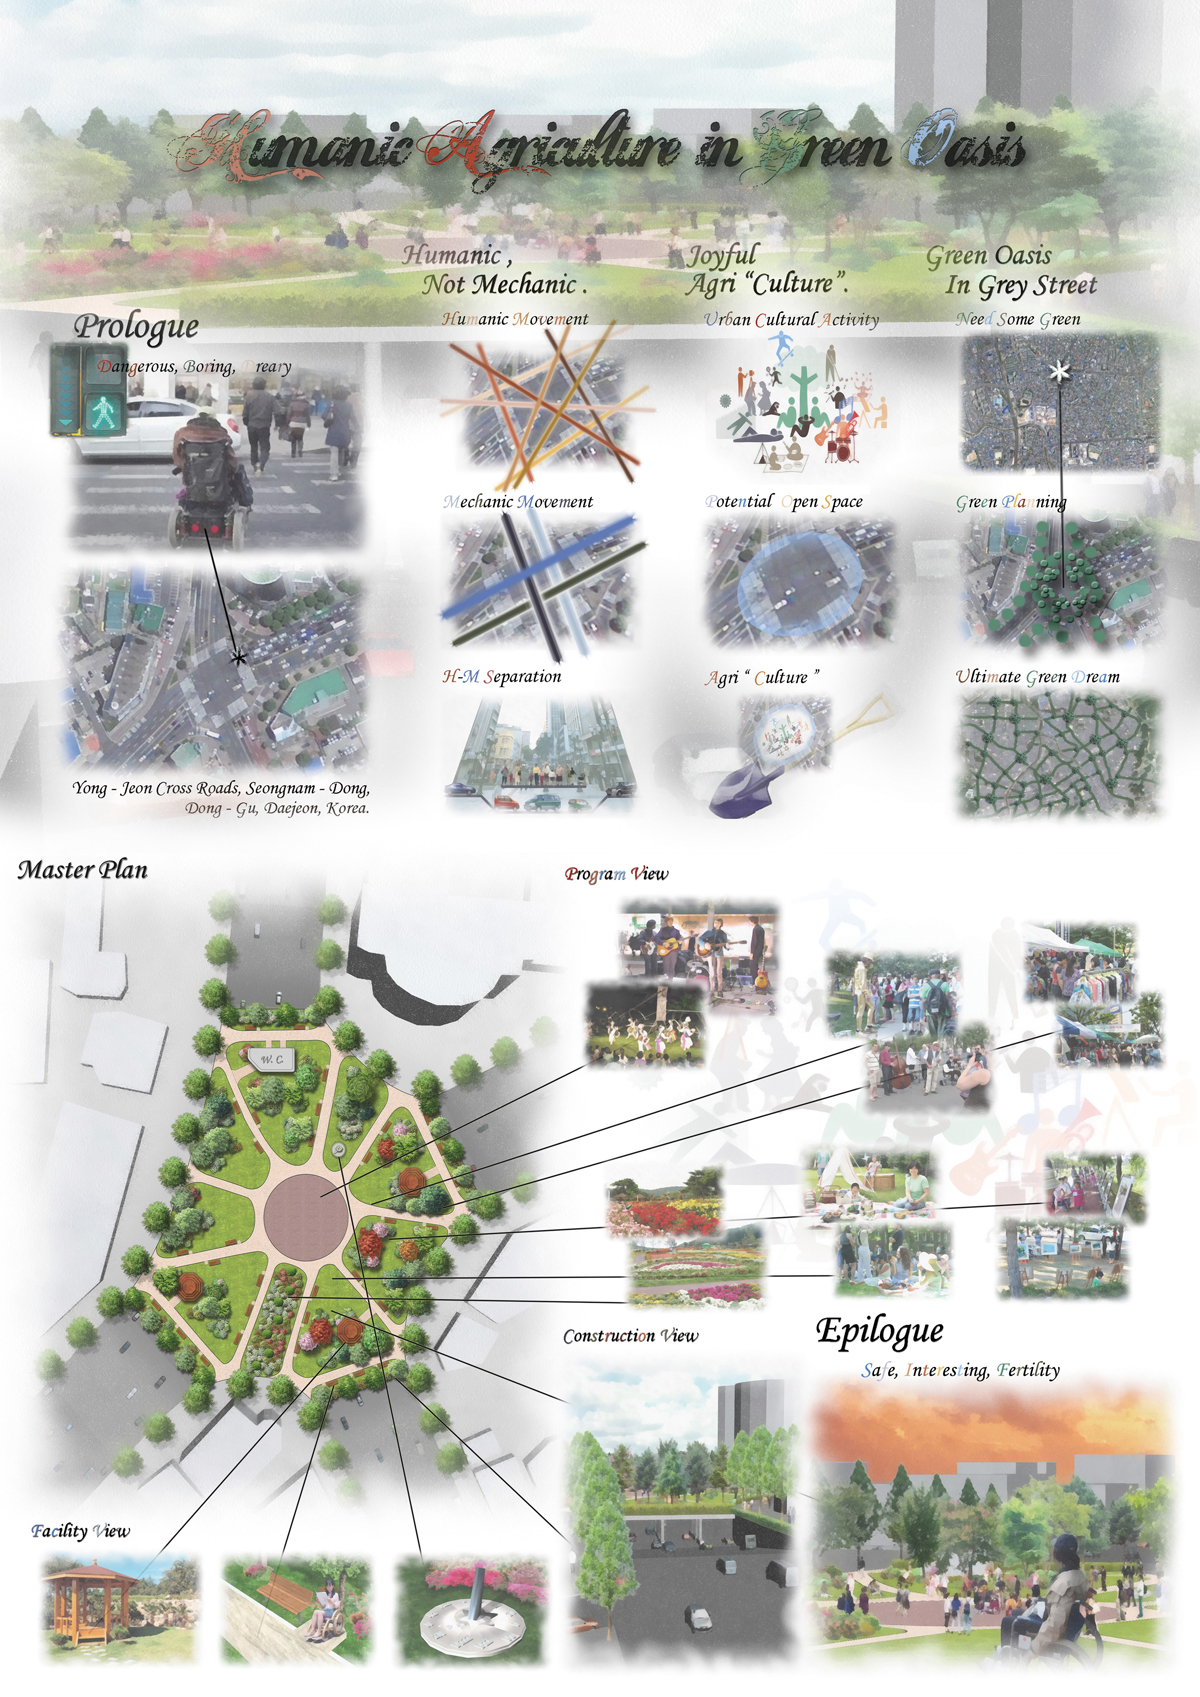 Humanic Agriculture in Green Oasis
Humanic ,
Not Mechanic .
Joyful
Agri “Culture”.
Green Oasis
In Grey Street
Prologue
Dangerous, Boring, Dreary
Humanic Movement
Urban Cultural Activity
Need Some Green
Mechanic Movement
Potential Open Space
Green Planning
H-M Separation
Agri “ Culture ”
Ultimate Green Dream
Yong - Jeon Cross Roads, Seongnam - Dong,
Dong - Gu, Daejeon, Korea.
Master Plan
Program View
W. C
Construction View
Epilogue
Safe, Interesting, Fertility
Facility View